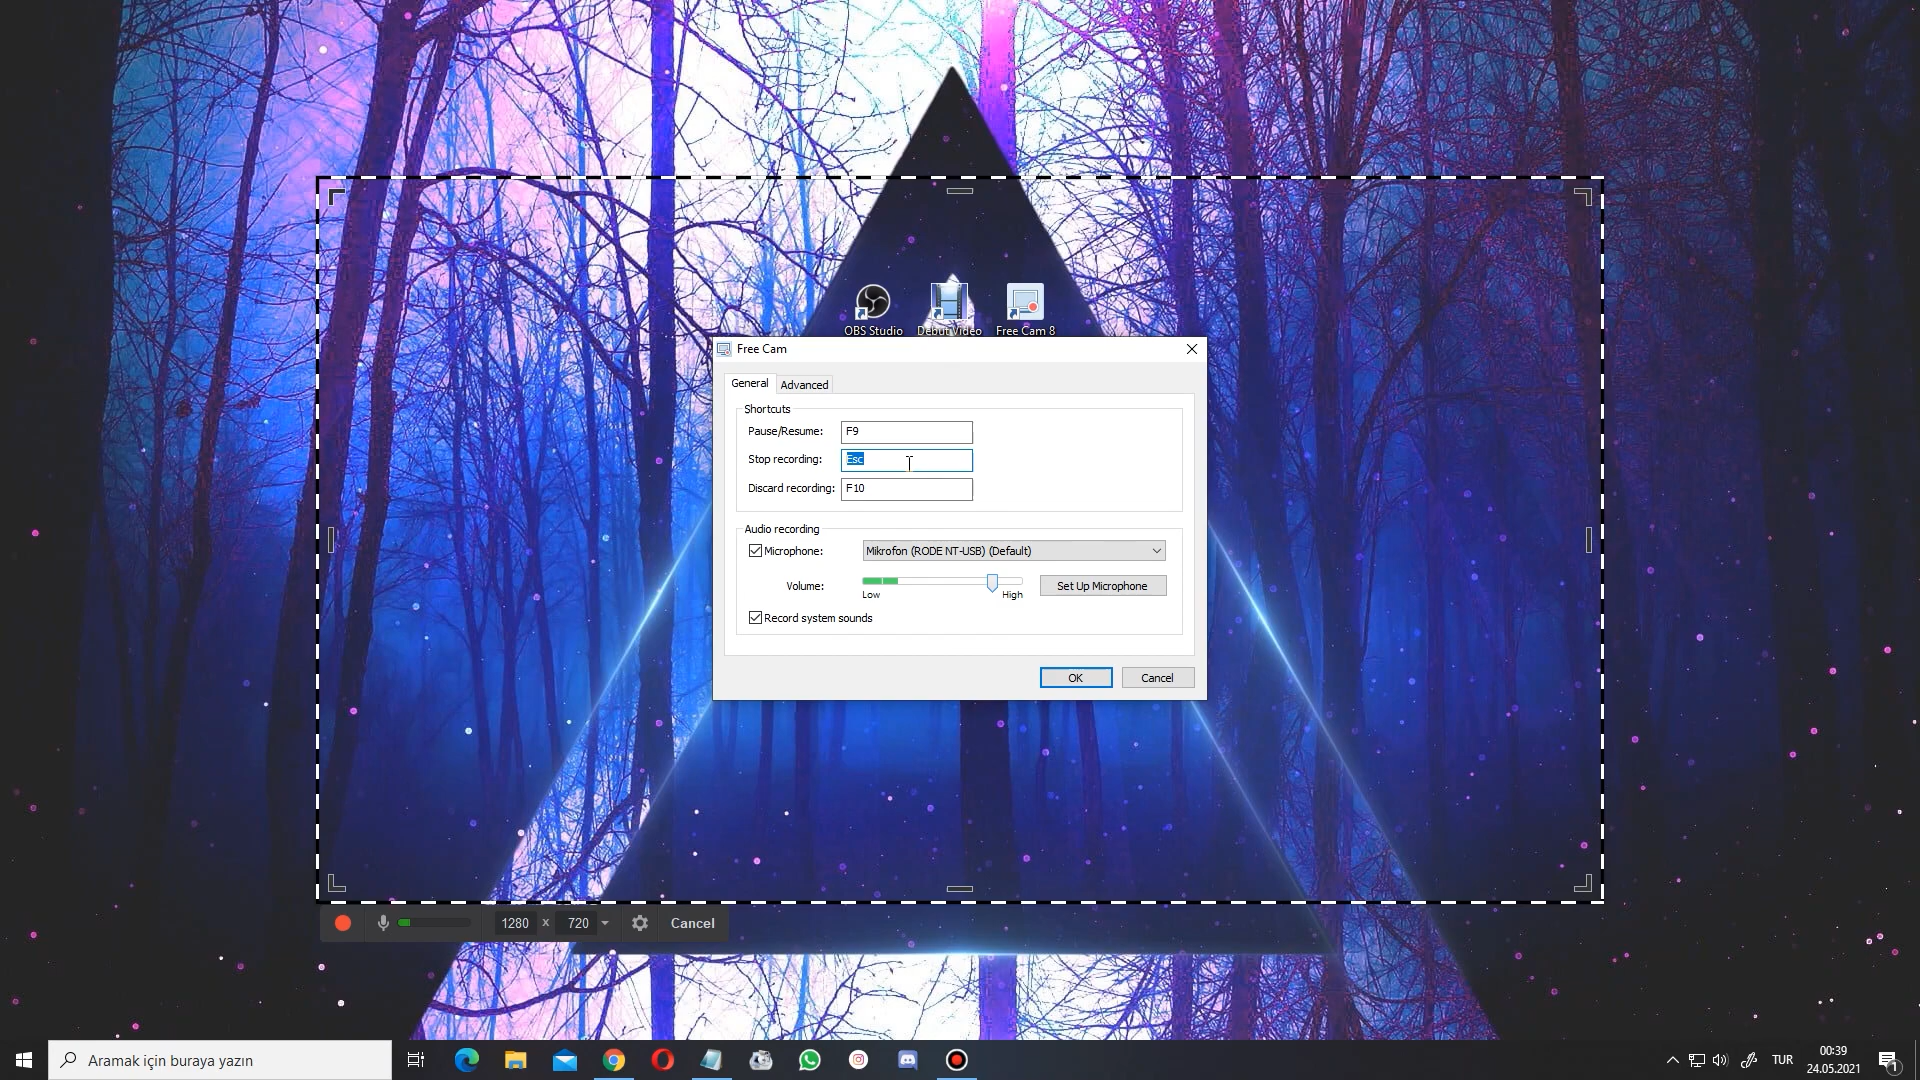 OBS Studio
Debut Video
Free Cam 8
Free Cam
General
Advanced
Shortcuts
Pause/Resume:
F9
Stop recording:
Esc
Discard recording:
F10
Audio recording
Microphone:
Mikrofon (RODE NT-USB) (Default)
Volume:
Low
High
Set Up Microphone
Record system sounds
OK
Cancel
1280 x 720
Cancel
Aramak için buraya yazın
TUR
00:39
24.05.2021
1